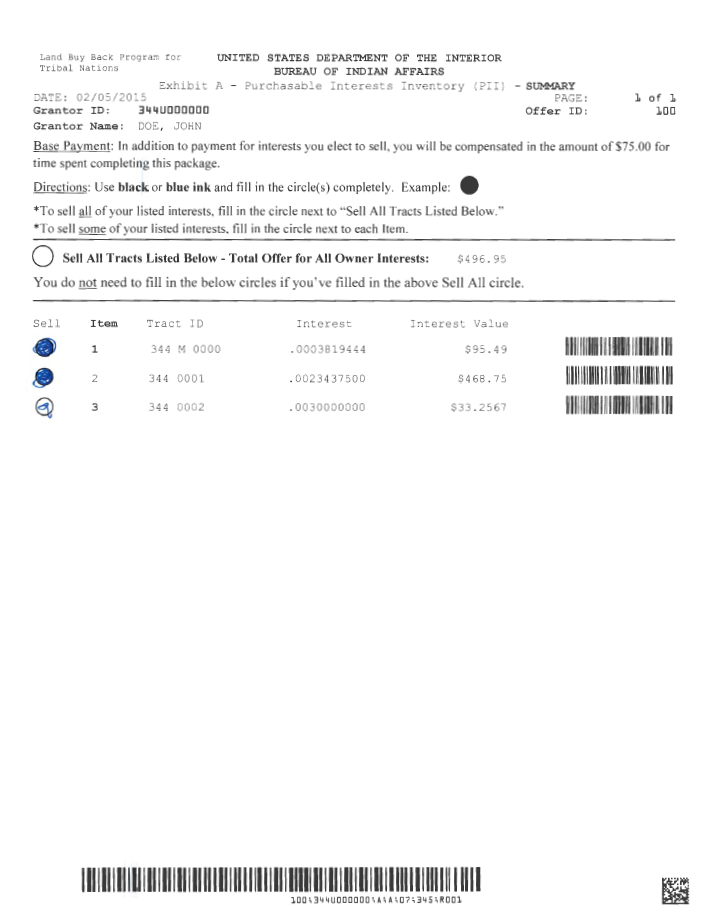 Land Buy Back Program for
Tribal Nations
UNITED STATES DEPARTMENT OF THE INTERIOR
BUREAU OF INDIAN AFFAIRS
Exhibit A - Purchasable Interests Inventory (PII) - SUMMARY
DATE: 02/05/2015 PAGE: 1 of 1
Grantor ID: 344U000000 Offer ID: 100
Grantor Name: DOE, JOHN
Base Payment: In addition to payment for interests you elect to sell, you will be compensated in the amount of $75.00 for
time spent completing this package.
Directions: Use black or blue ink and fill in the circle(s) completely. Example:
*To sell all of your listed interests, fill in the circle next to “Sell All Tracts Listed Below.”
*To sell some of your listed interests, fill in the circle next to each Item.
Sell All Tracts Listed Below - Total Offer for All Owner Interests: $496.95
You do not need to fill in the below circles if you’ve filled in the above Sell All circle.
Sell Item Tract ID Interest Interest Value
1 344 M 0000 .0003819444 $95.49
2 344 0001 .0023437500 $468.75
3 344 0002 .0030000000 $33.2567